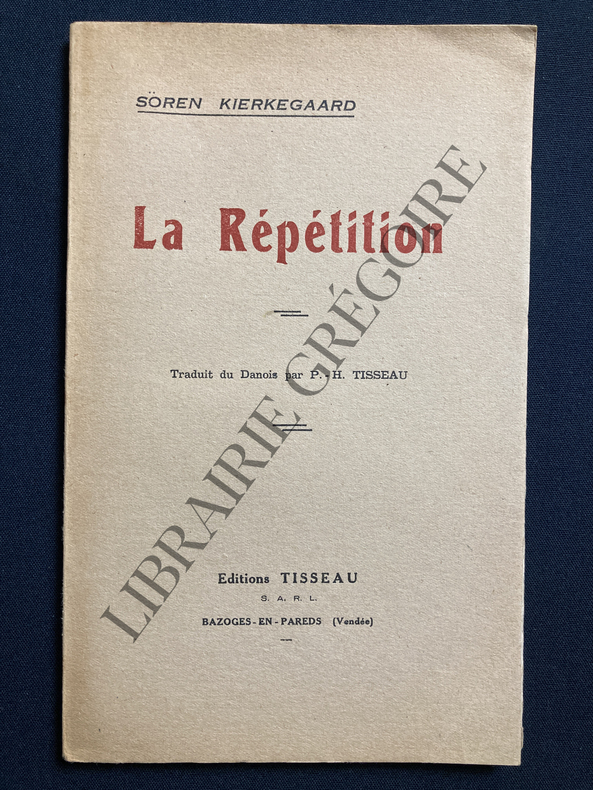 SÖREN KIERKEGAARD
La Répétition
Traduit du Danois par P.-H. TISSEAU
Editions TISSEAU
S. A. R. L.
BAZOGES-EN-PAREDS (Vendée)
LIBRAIRIE GRÉGOIRE